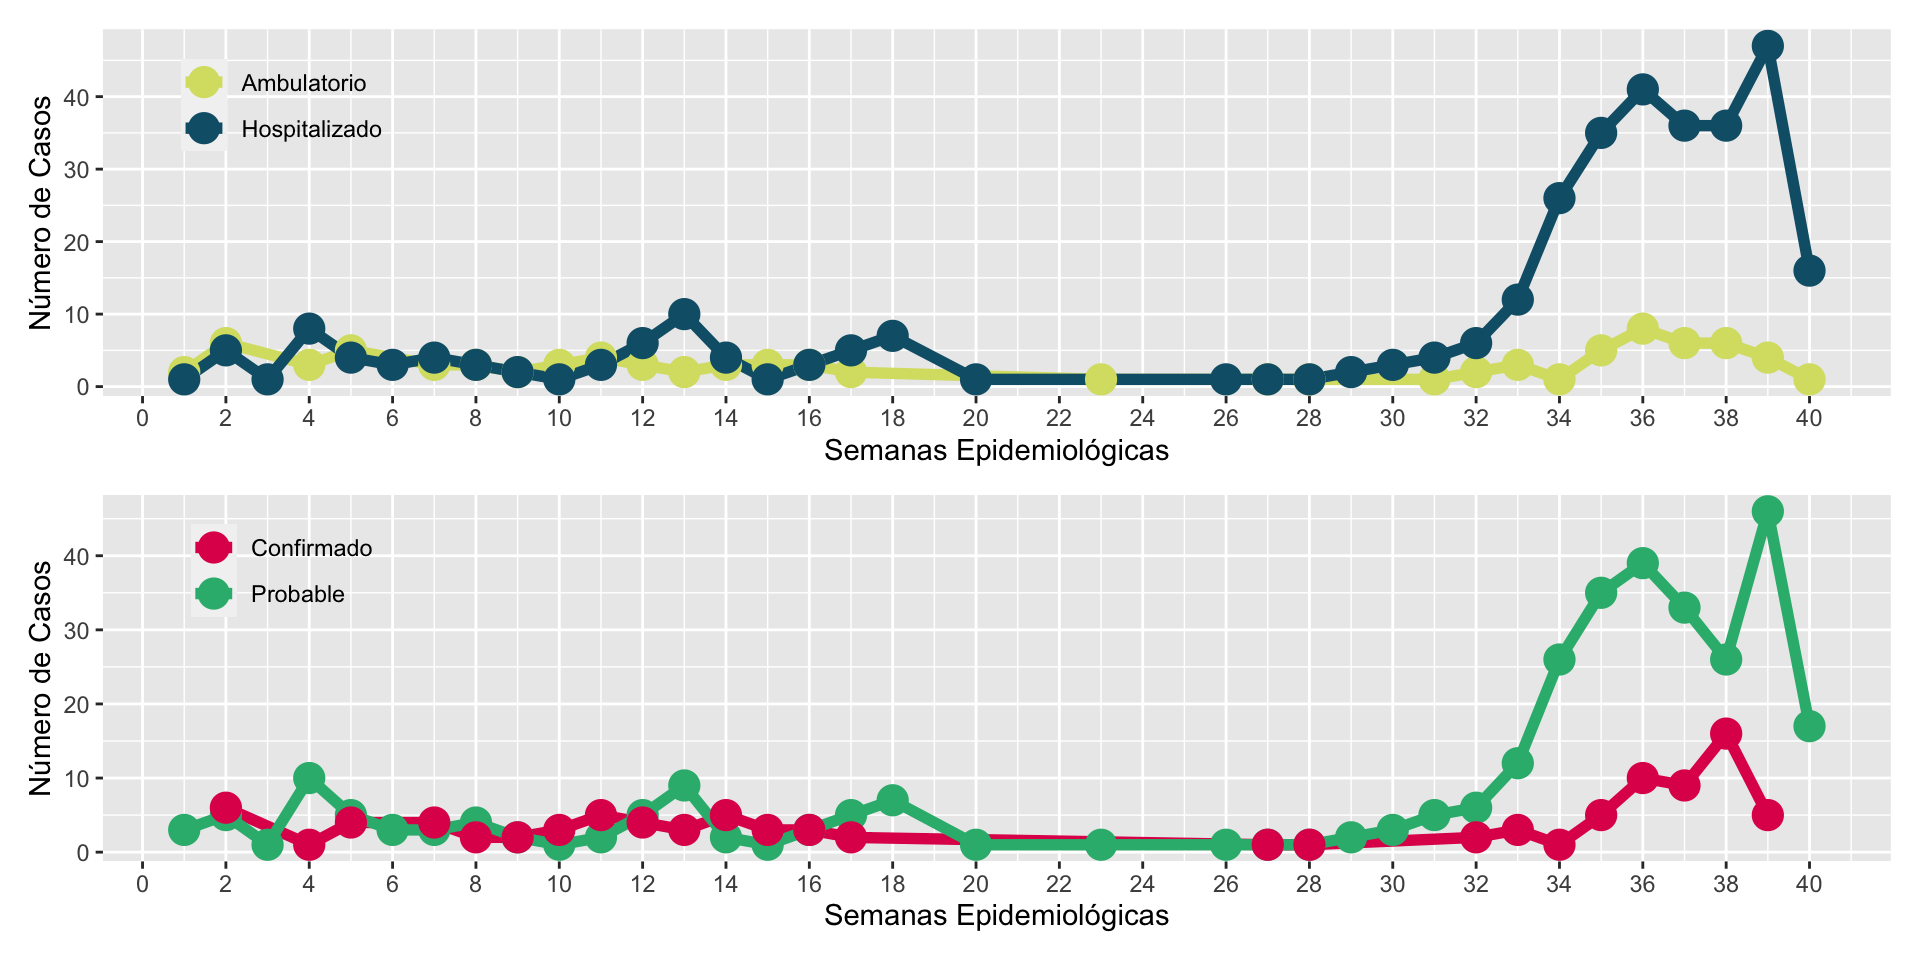 Número de Casos
40
30
20
10
0
Ambulatorio
Hospitalizado
0 2 4 6 8 10 12 14 16 18 20 22 24 26 28 30 32 34 36 38 40
Semanas Epidemiológicas
Número de Casos
40
30
20
10
0
Confirmado
Probable
0 2 4 6 8 10 12 14 16 18 20 22 24 26 28 30 32 34 36 38 40
Semanas Epidemiológicas